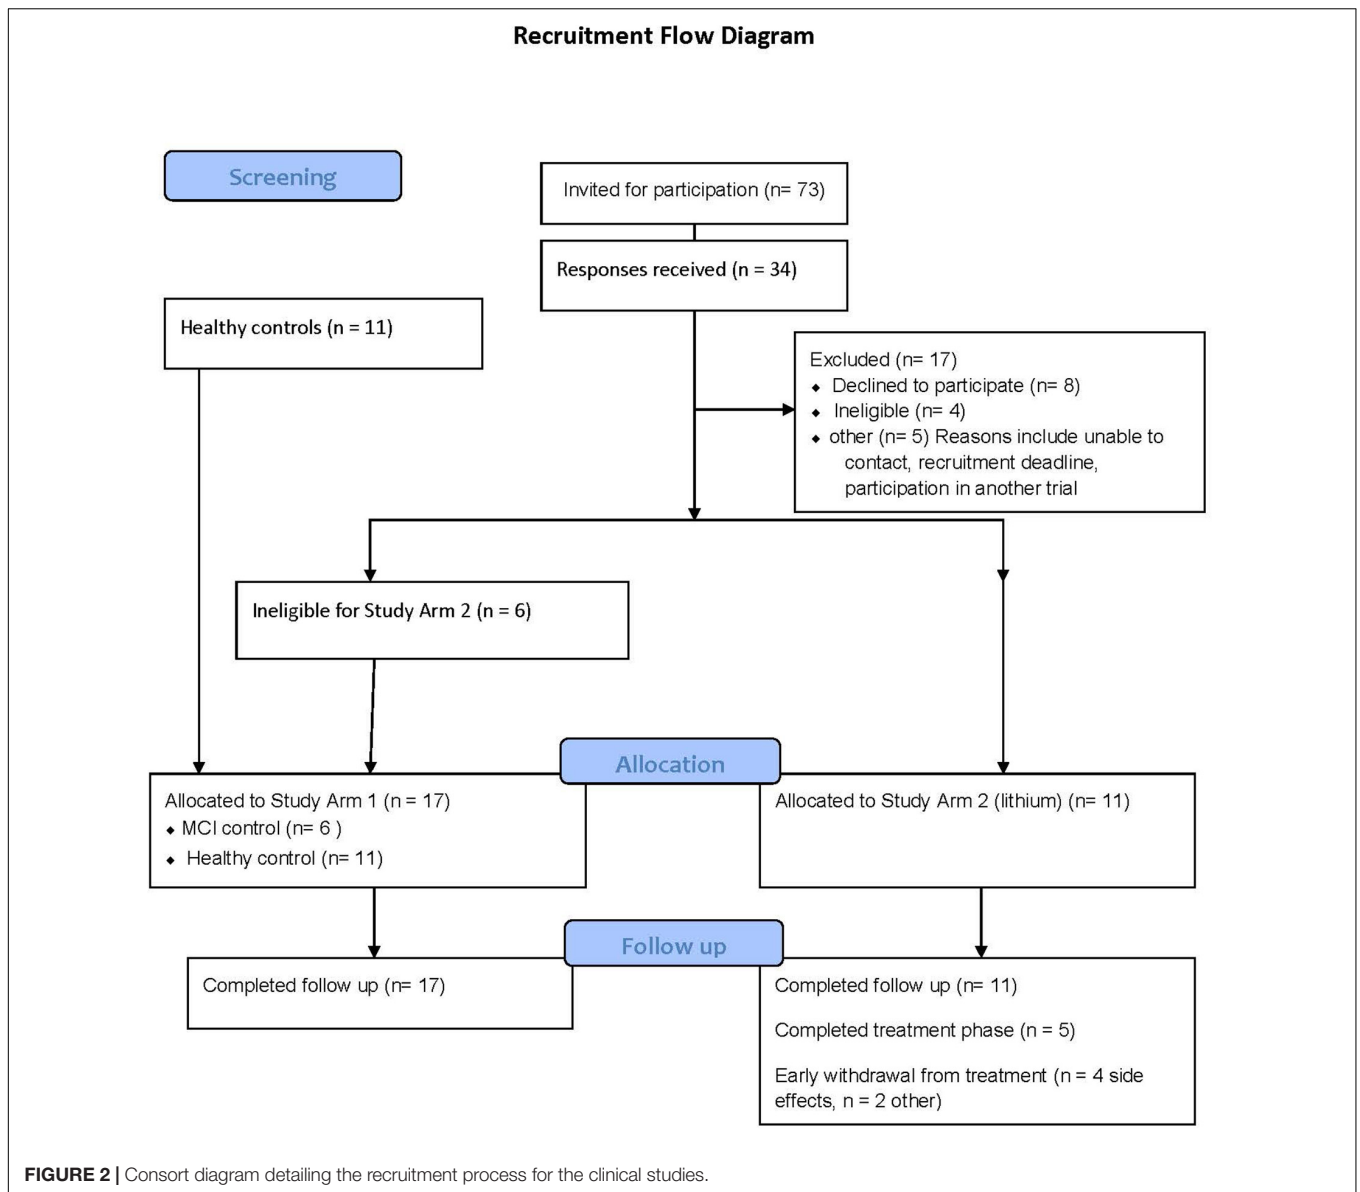 Recruitment Flow Diagram
Screening
Invited for participation (n= 73)
Responses received (n = 34)
Healthy controls (n = 11)
Excluded (n= 17)
⬥ Declined to participate (n= 8)
⬥ Ineligible (n= 4)
⬥ other (n= 5) Reasons include unable to
contact, recruitment deadline,
participation in another trial
Ineligible for Study Arm 2 (n = 6)
Allocation
Allocated to Study Arm 1 (n = 17)
⬥ MCI control (n= 6 )
⬥ Healthy control (n= 11)
Allocated to Study Arm 2 (lithium) (n= 11)
Follow up
Completed follow up (n= 17)
Completed follow up (n= 11)
Completed treatment phase (n = 5)
Early withdrawal from treatment (n = 4 side
effects, n = 2 other)
FIGURE 2 | Consort diagram detailing the recruitment process for the clinical studies.